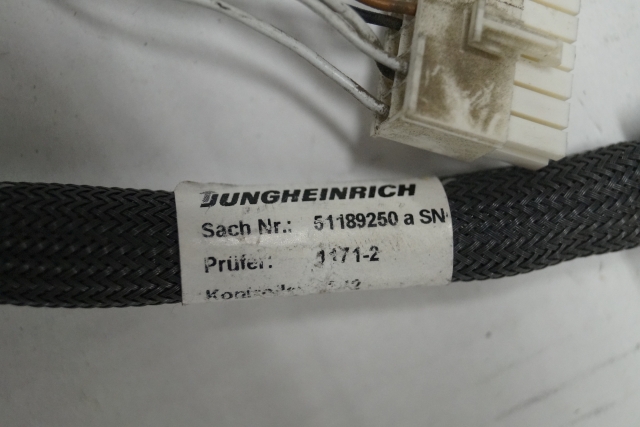 JUNGHEINRICH
Sach Nr.: 51189250 a SN
Prüfer: 1171-2